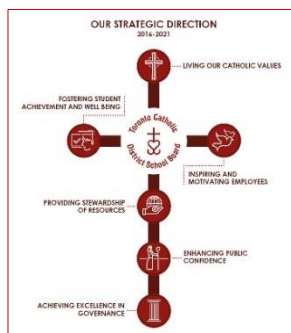 OUR STRATEGIC DIRECTION
2016-2021
LIVING OUR CATHOLIC VALUES
FOSTERING STUDENT
ACHIEVEMENT AND WELL BEING
Toronto Catholic
District School Board
INSPIRING AND
MOTIVATING EMPLOYEES
PROVIDING STEWARDSHIP
OF RESOURCES
ENHANCING PUBLIC
CONFIDENCE
ACHIEVING EXCELLENCE IN
GOVERNANCE